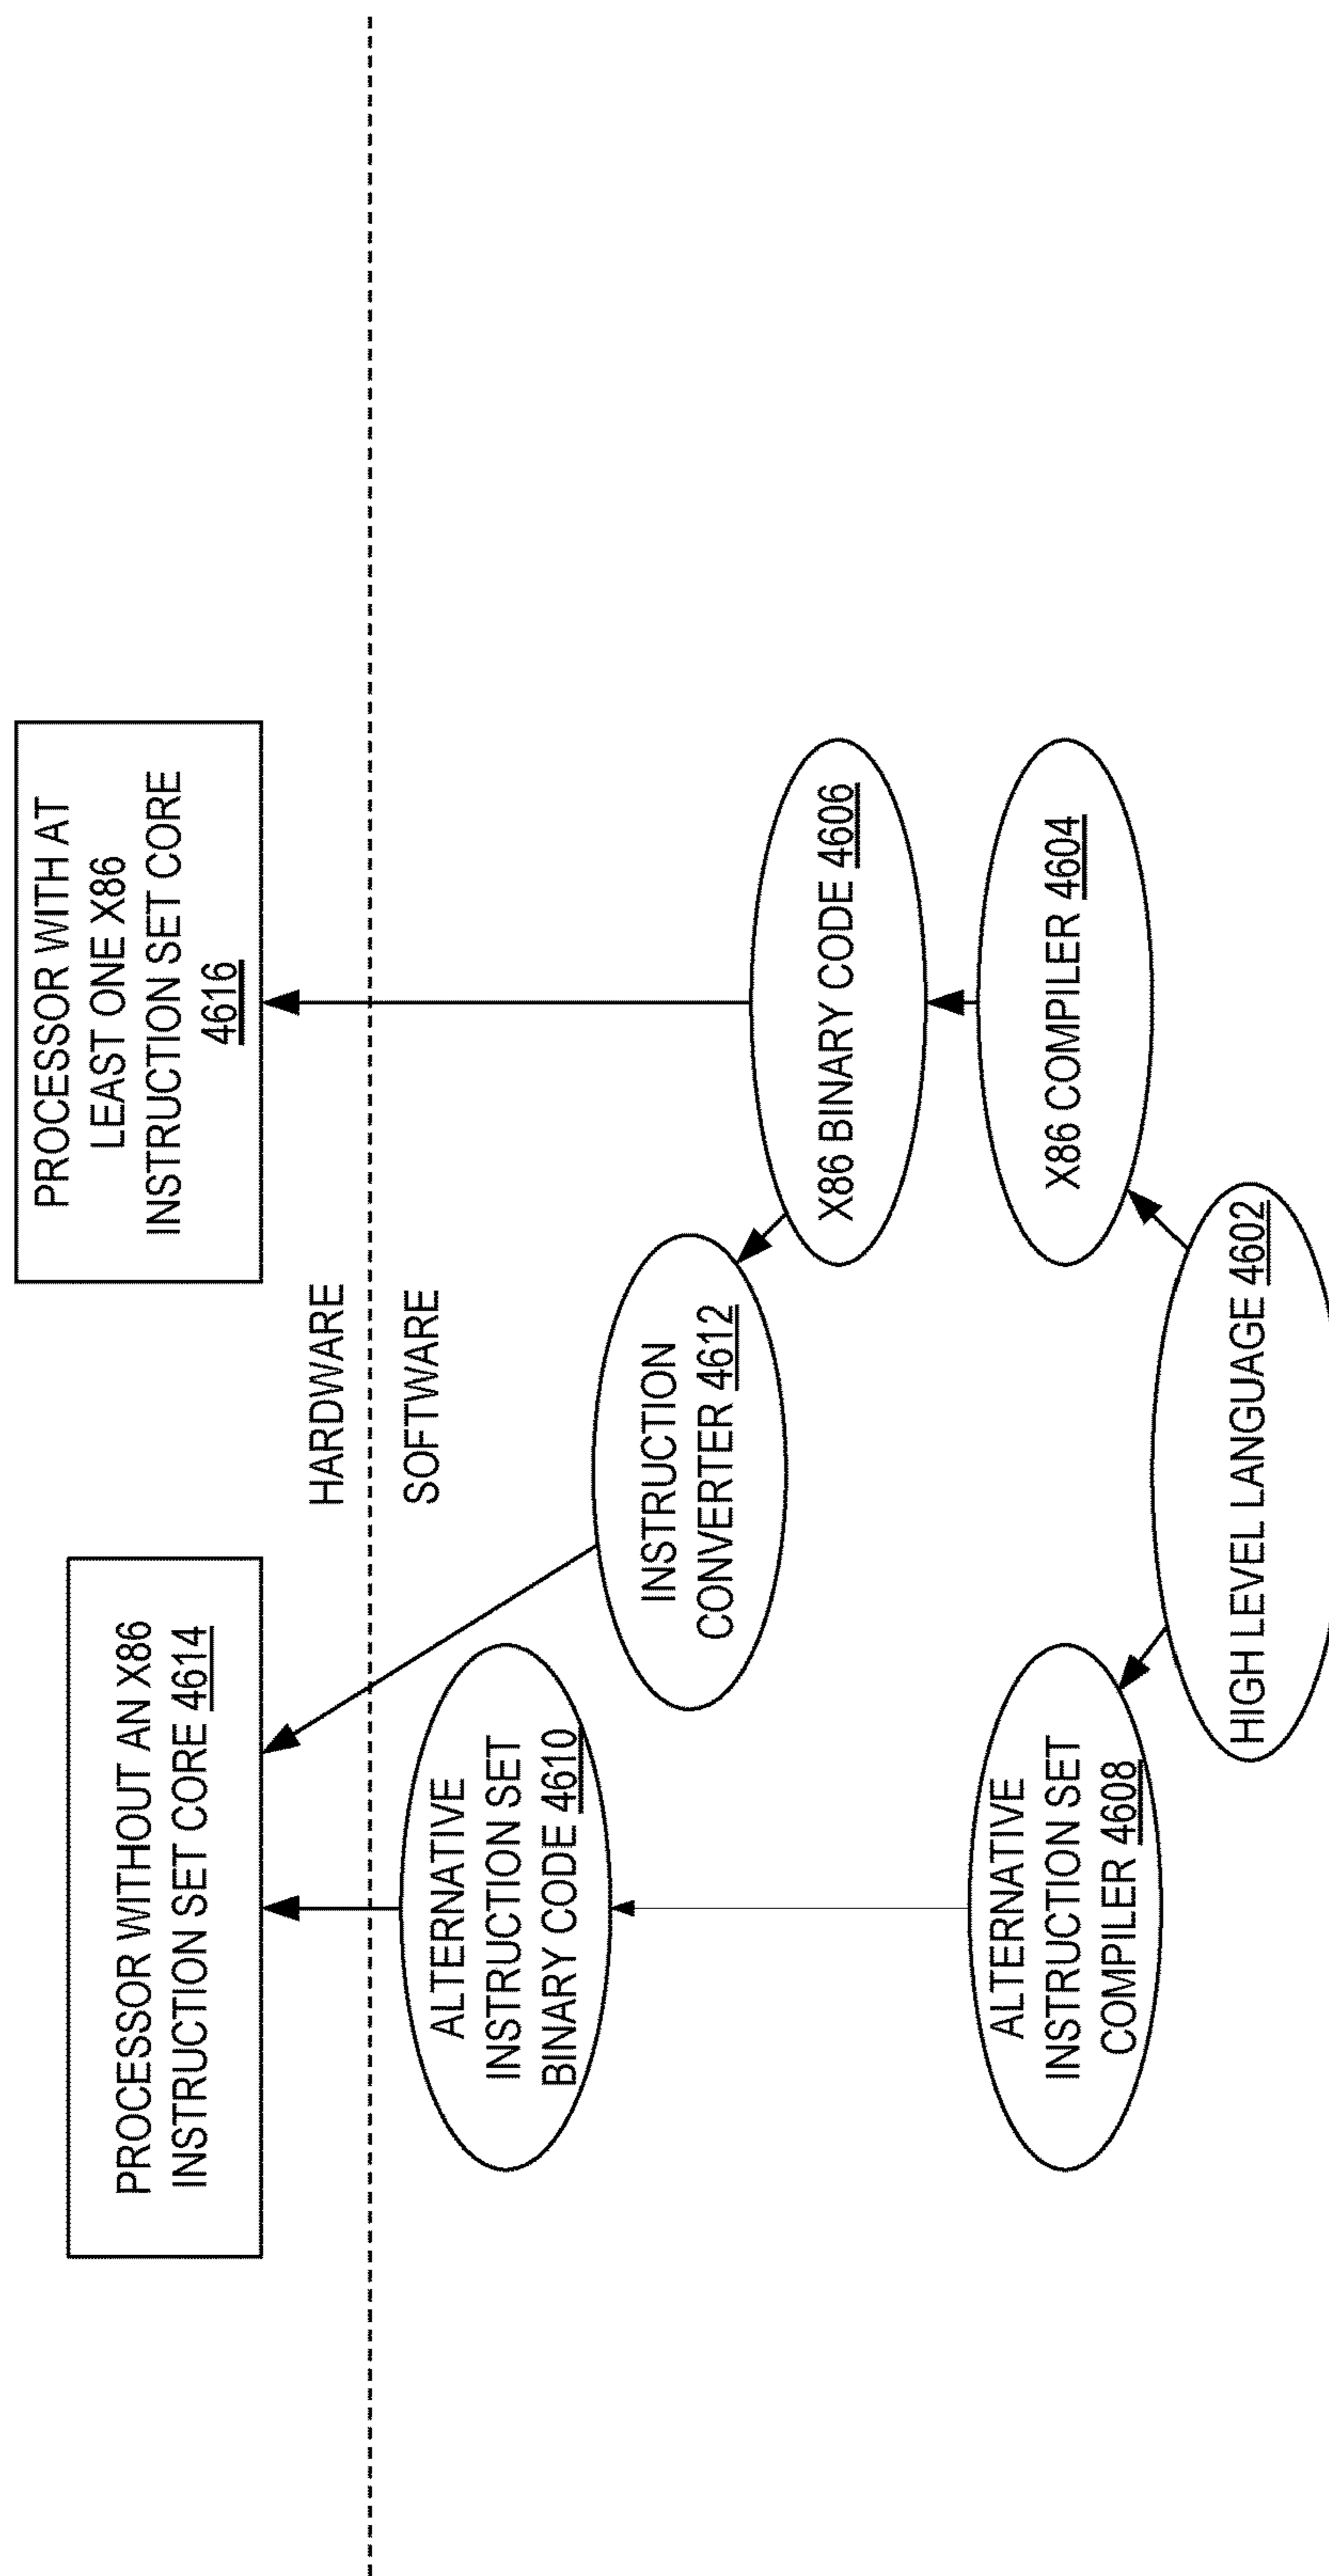 PROCESSOR WITHOUT AN X86
INSTRUCTION SET CORE 4614
PROCESSOR WITH AT
LEAST ONE X86
INSTRUCTION SET CORE
4616
HARDWARE
SOFTWARE
ALTERNATIVE
INSTRUCTION SET
BINARY CODE 4610
INSTRUCTION
CONVERTER 4612
X86 BINARY CODE 4606
ALTERNATIVE
INSTRUCTION SET
COMPILER 4608
X86 COMPILER 4604
HIGH LEVEL LANGUAGE 4602